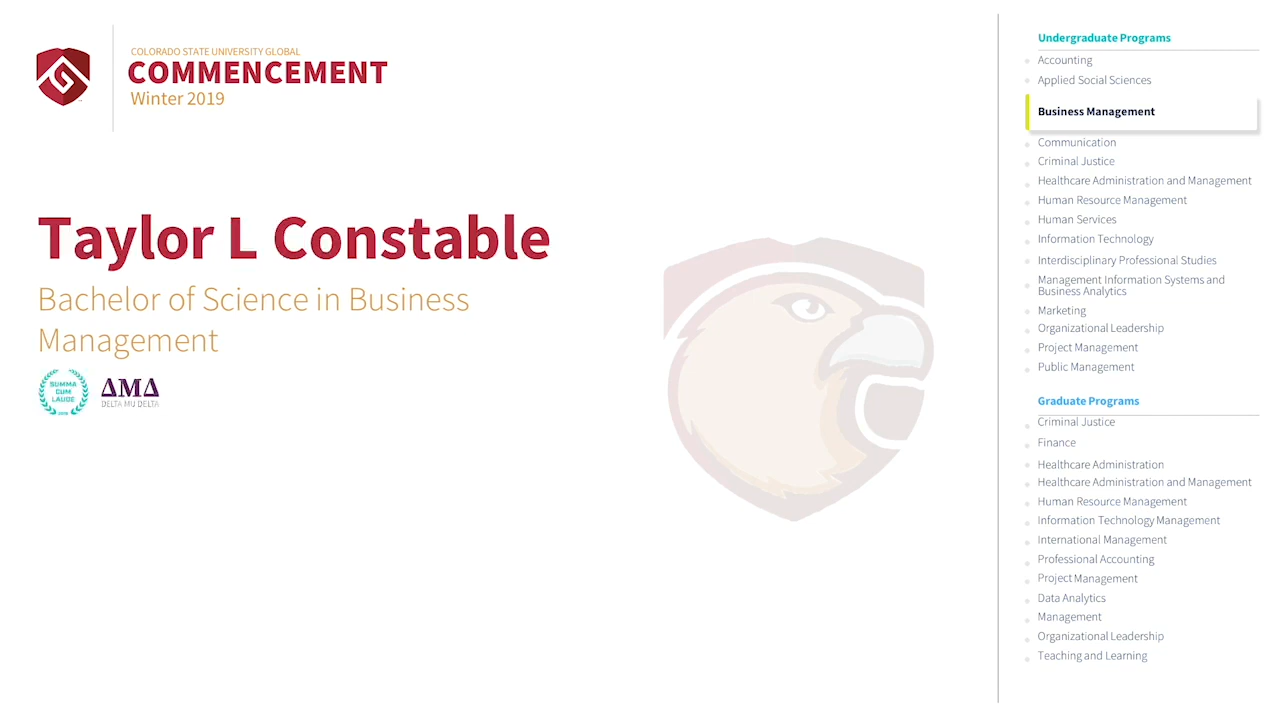 COLORADO STATE UNIVERSITY GLOBAL
COMMENCEMENT
Winter 2019
Taylor L Constable
Bachelor of Science in Business
Management
SUMMA
CUM
LAUDE
ΔMΔ
DELTA MU DELTA
Undergraduate Programs
Accounting
Applied Social Sciences
Business Management
Communication
Criminal Justice
Healthcare Administration and Management
Human Resource Management
Human Services
Information Technology
Interdisciplinary Professional Studies
Management Information Systems and
Business Analytics
Marketing
Organizational Leadership
Project Management
Public Management
Graduate Programs
Criminal Justice
Finance
Healthcare Administration
Healthcare Administration and Management
Human Resource Management
Information Technology Management
International Management
Professional Accounting
Project Management
Data Analytics
Management
Organizational Leadership
Teaching and Learning